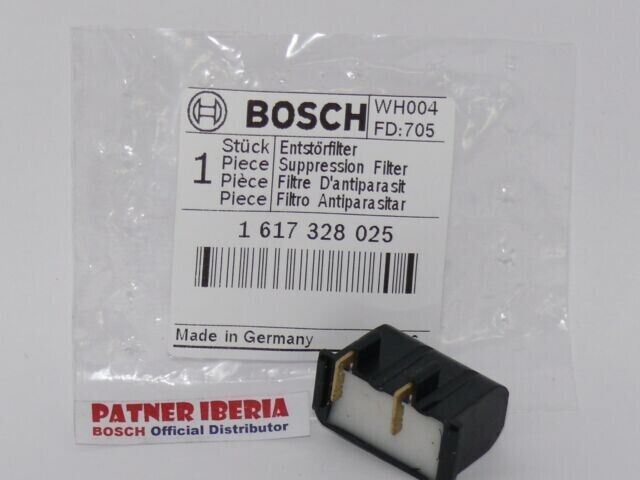 BOSCH
WH004
FD:705
1
Stück Entstörfilter
Piece Suppression Filter
Pièce Filtre D'antiparasit
Piece Filtro Antiparasitar
1 617 328 025
Made in Germany
PATNER IBERIA
BOSCH Official Distributor